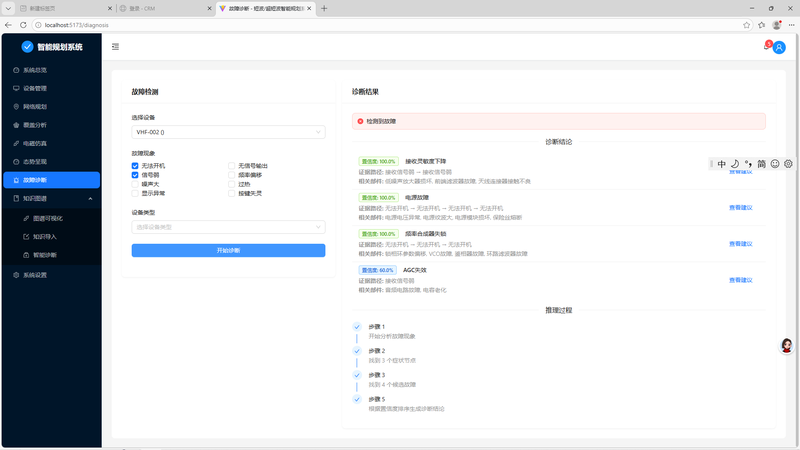 新建标签页
登录 - CRM
故障诊断 - 短波/超短波智能规划系
localhost:5173/diagnosis
智能规划系统
系统总览
设备管理
网络规划
覆盖分析
电磁仿真
态势呈现
故障诊断
知识图谱
图谱可视化
知识导入
智能诊断
系统设置
故障检测
选择设备
VHF-002 ()
故障现象
无法开机
无信号输出
信号弱
频率偏移
噪声大
过热
显示异常
按键失灵
设备类型
选择设备类型
开始诊断
诊断结果
检测到故障
诊断结论
置信度: 100.0%
接收灵敏度下降
证据路径: 接收信号弱 → 接收信号弱
相关部件: 低噪声放大器损坏, 前端滤波器故障, 天线连接器接触不良
查看建议
置信度: 100.0%
电源故障
证据路径: 无法开机 → 无法开机 → 无法开机 → 无法开机
相关部件: 电源电压异常, 电源纹波大, 电源模块损坏, 保险丝熔断
查看建议
置信度: 100.0%
频率合成器失锁
证据路径: 无法开机 → 无法开机 → 无法开机
相关部件: 锁相环参数偏移, VCO故障, 鉴相器故障, 环路滤波器故障
查看建议
置信度: 60.0%
AGC失效
证据路径: 接收信号弱
相关部件: 音频电路故障, 电容老化
查看建议
推理过程
步骤 1
开始分析故障现象
步骤 2
找到 3 个症状节点
步骤 3
找到 4 个候选故障
步骤 5
根据置信度排序生成诊断结论
中
简